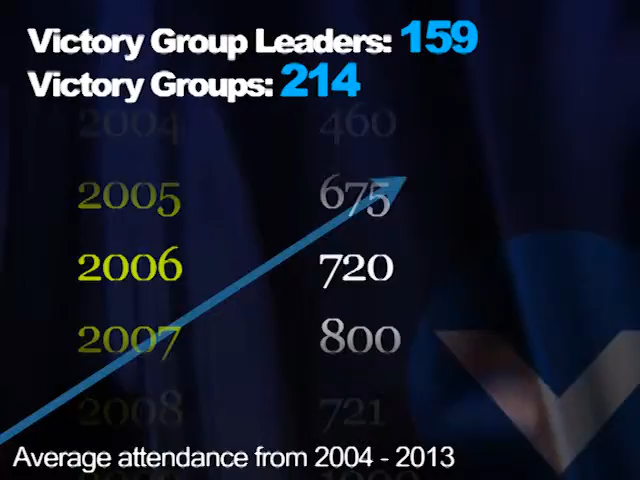 Victory Group Leaders: 159
Victory Groups: 214
2004 460
2005 675
2006 720
2007 800
2008 721
Average attendance from 2004 - 2013